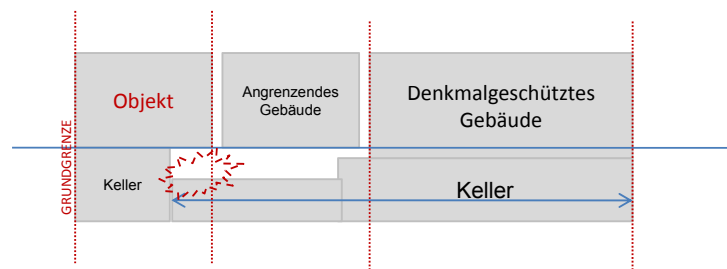 Objekt
Angrenzendes
Gebäude
Denkmalgeschütztes
Gebäude
GRUNDGRENZE
Keller
Keller